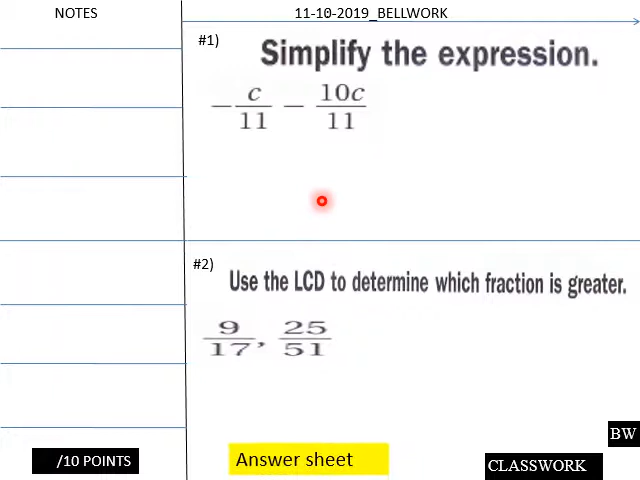 NOTES
11-10-2019_BELLWORK
#1)
Simplify the expression.
− c/11 − 10c/11
#2)
Use the LCD to determine which fraction is greater.
9/17, 25/51
BW
/10 POINTS
Answer sheet
CLASSWORK